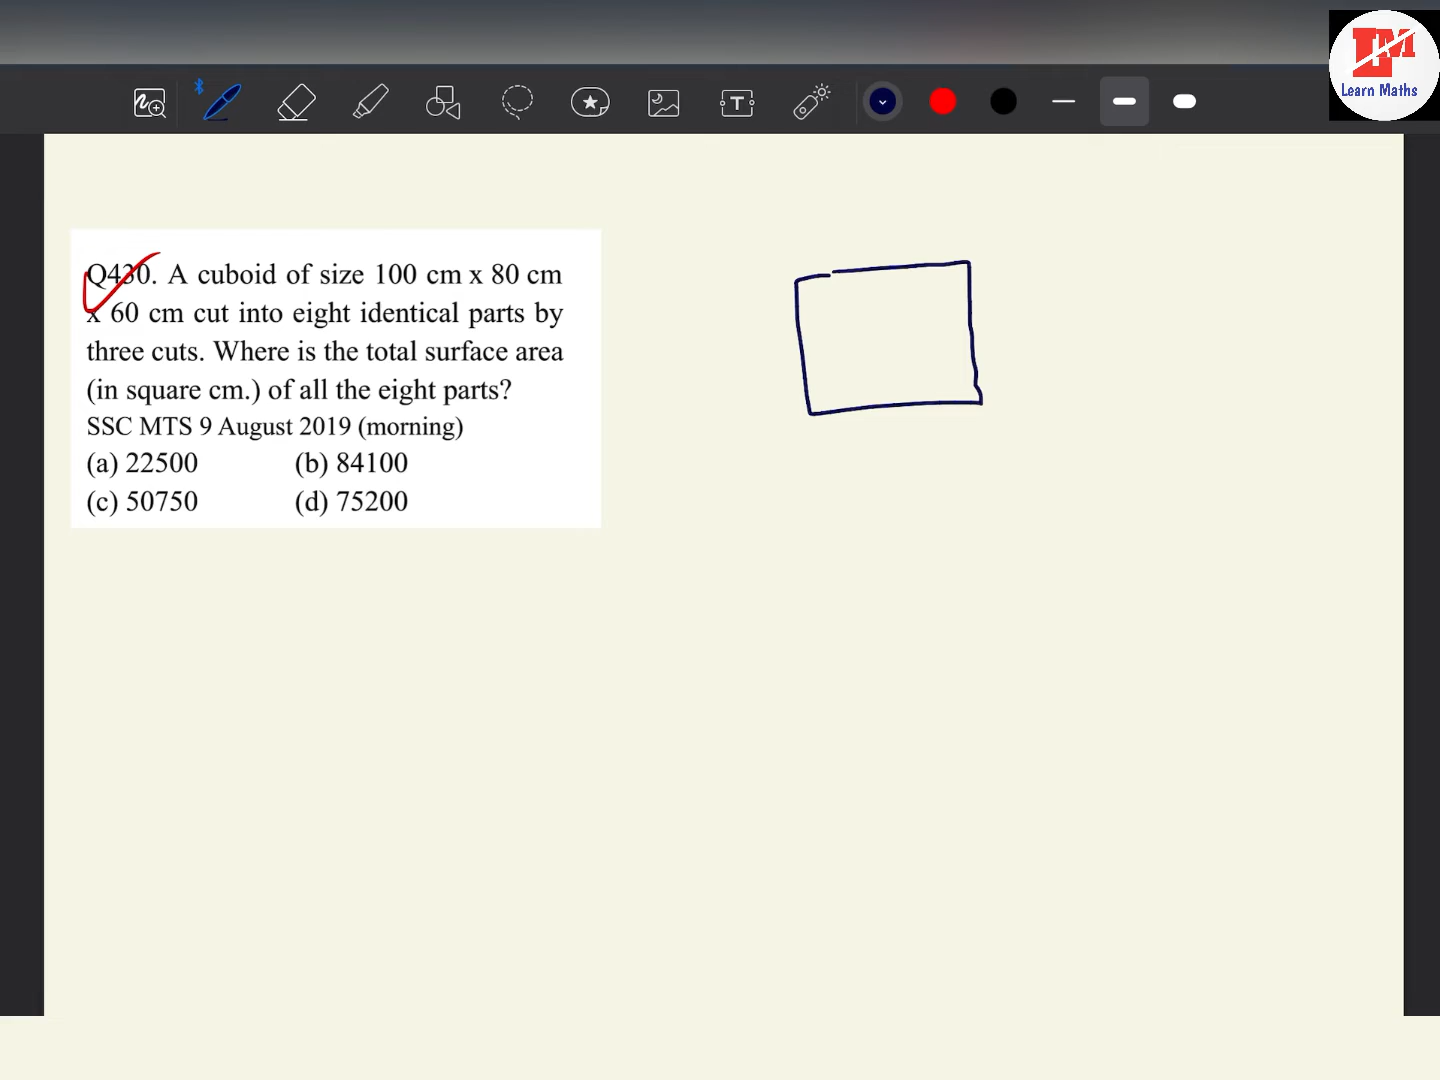 LM
Learn Maths
T
Q430. A cuboid of size 100 cm x 80 cm
x 60 cm cut into eight identical parts by
three cuts. Where is the total surface area
(in square cm.) of all the eight parts?
SSC MTS 9 August 2019 (morning)
(a) 22500 (b) 84100
(c) 50750 (d) 75200